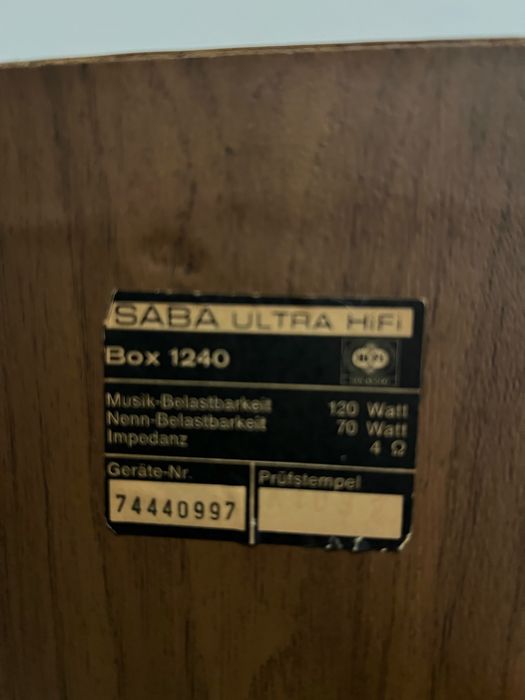 SABA ULTRA HiFi
Box 1240
Musik-Belastbarkeit 120 Watt
Nenn-Belastbarkeit 70 Watt
Impedanz 4 Ω
Geräte-Nr. Prüfstempel
74440997